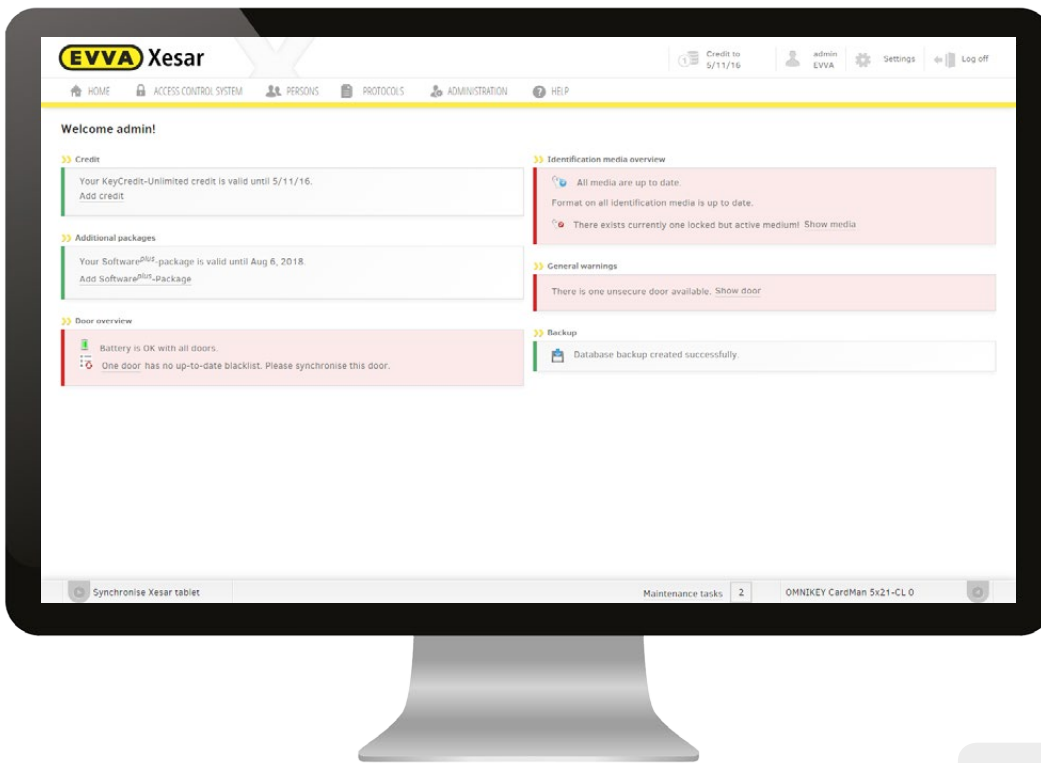 EVVA Xesar
Credit to
5/11/16
admin
EVVA
Settings
Log off
HOME
ACCESS CONTROL SYSTEM
PERSONS
PROTOCOLS
ADMINISTRATION
HELP
Welcome admin!
Credit
Your KeyCredit-Unlimited credit is valid until 5/11/16.
Add credit
Additional packages
Your Softwareplus-package is valid until Aug 6, 2018.
Add Softwareplus-Package
Door overview
Battery is OK with all doors.
One door has no up-to-date blacklist. Please synchronise this door.
Identification media overview
All media are up to date.
Format on all identification media is up to date.
There exists currently one locked but active medium! Show media
General warnings
There is one unsecure door available. Show door
Backup
Database backup created successfully.
Synchronise Xesar tablet
Maintenance tasks 2
OMNIKEY CardMan 5x21-CL 0